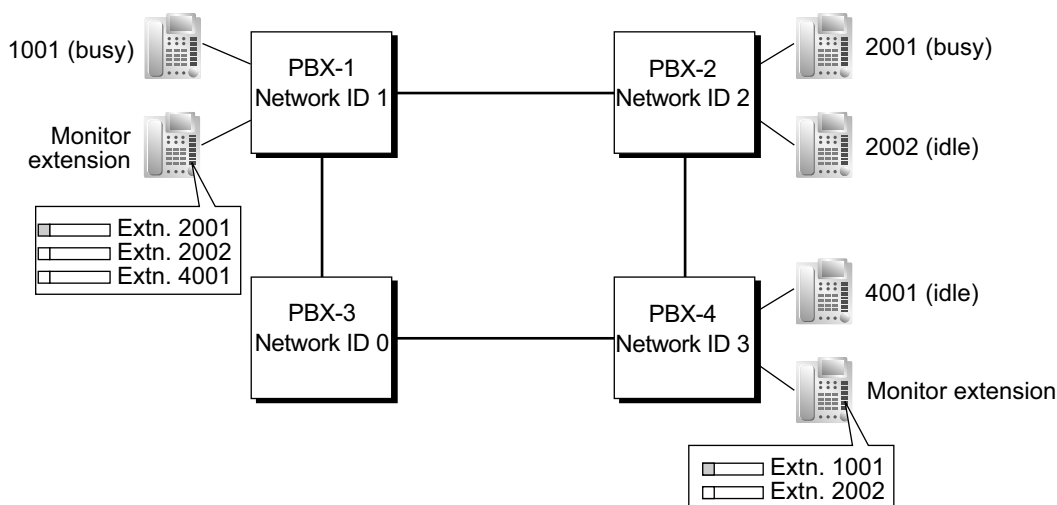 1001 (busy)
PBX-1
Network ID 1
PBX-2
Network ID 2
2001 (busy)
Monitor
extension
2002 (idle)
Extn. 2001
Extn. 2002
Extn. 4001
PBX-3
Network ID 0
PBX-4
Network ID 3
4001 (idle)
Monitor extension
Extn. 1001
Extn. 2002